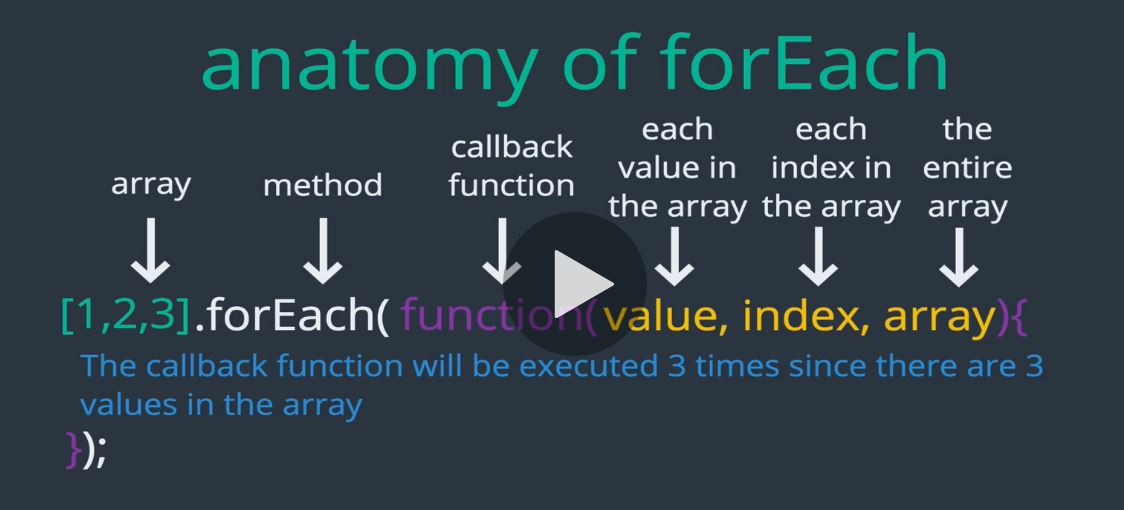 anatomy of forEach
array
method
callback
function
each
value in
the array
each
index in
the array
the
entire
array
[1,2,3].forEach( function(value, index, array){
The callback function will be executed 3 times since there are 3
values in the array
});